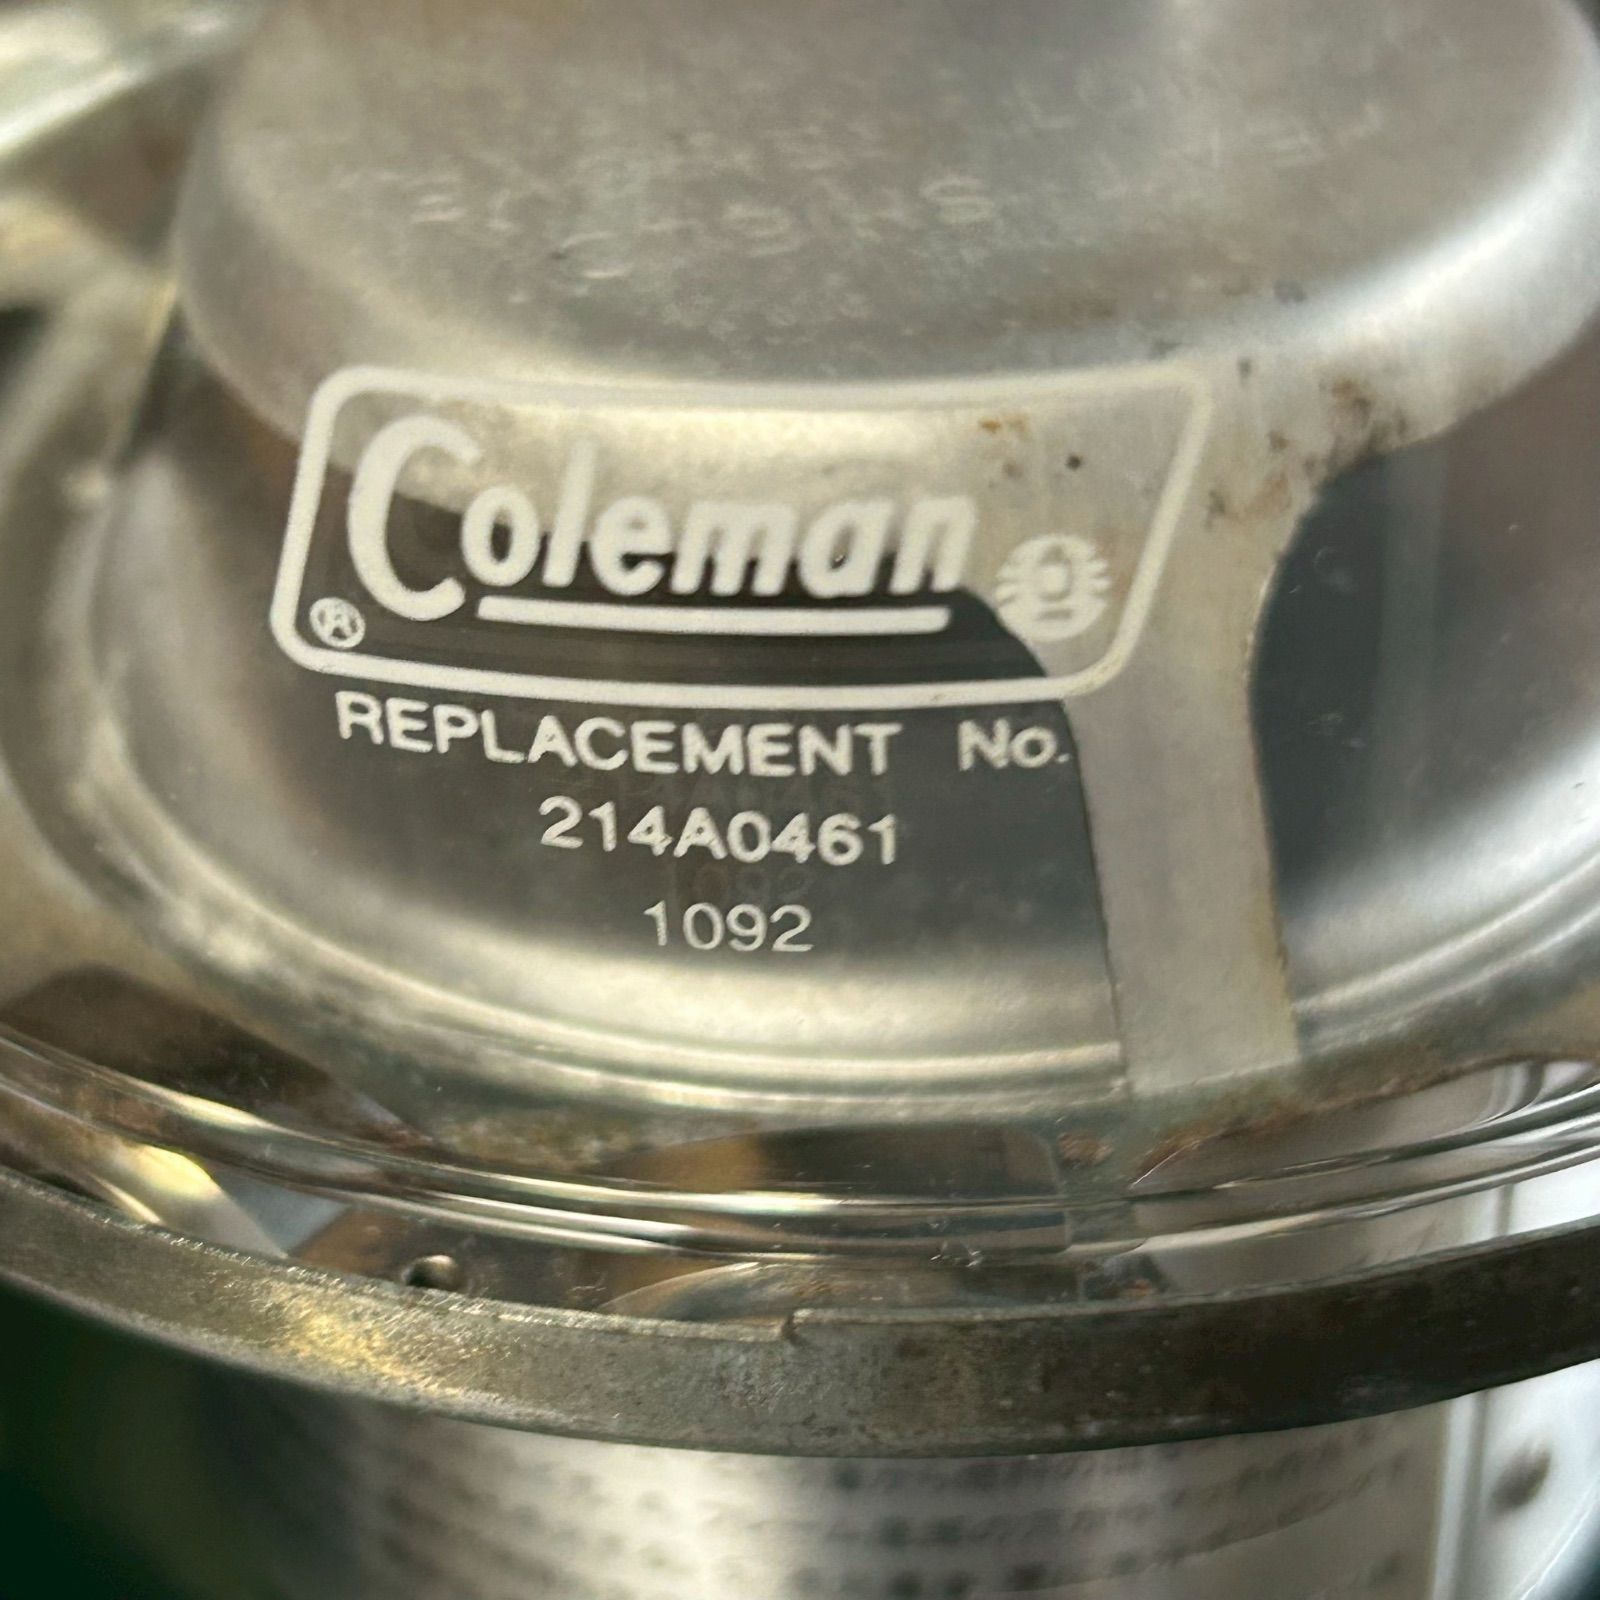 Coleman
®
REPLACEMENT No.
214A0461
1092